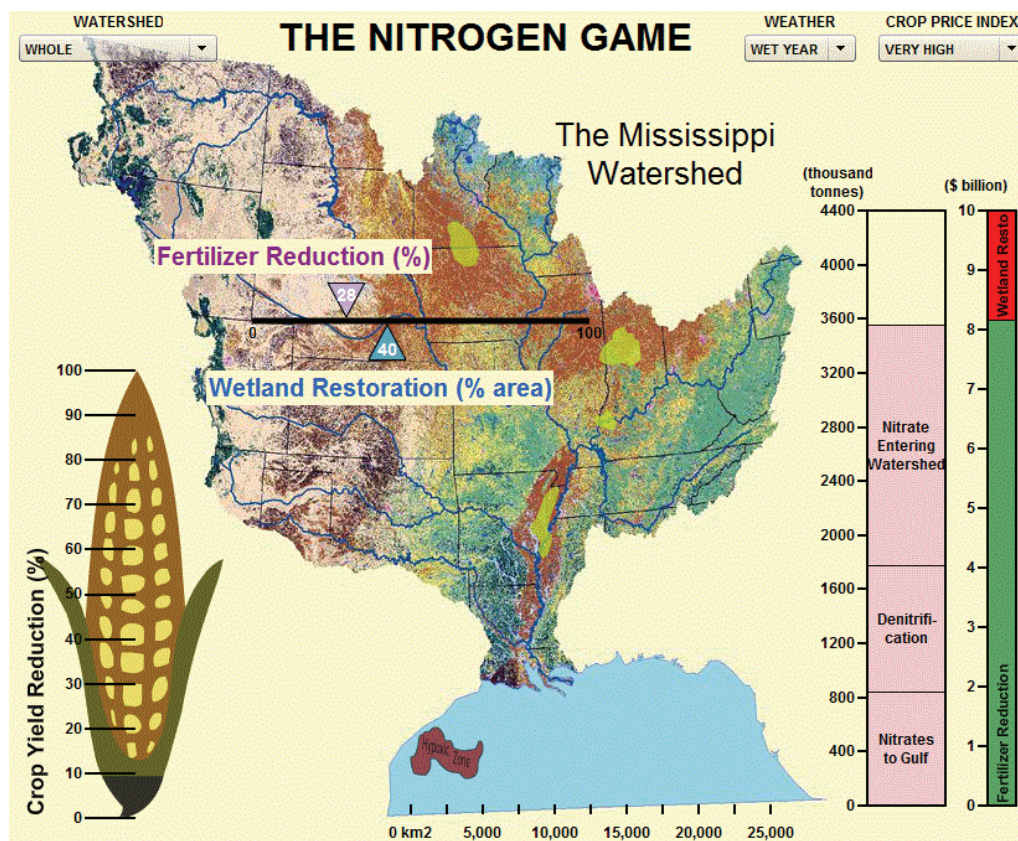 WATERSHED
WHOLE
THE NITROGEN GAME
WEATHER
WET YEAR
CROP PRICE INDEX
VERY HIGH
The Mississippi
Watershed
Fertilizer Reduction (%)
28
0
100
40
Wetland Restoration (% area)
Crop Yield Reduction (%)
100
90
80
70
60
50
40
30
20
10
0
Hypoxic Zone
0 km2
5,000
10,000
15,000
20,000
25,000
(thousand
tonnes)
4400
4000
3600
3200
2800
2400
2000
1600
1200
800
400
0
Nitrate
Entering
Watershed
Denitrifi-
cation
Nitrates
to Gulf
($ billion)
10
9
8
7
6
5
4
3
2
1
0
Wetland Resto
Fertilizer Reduction